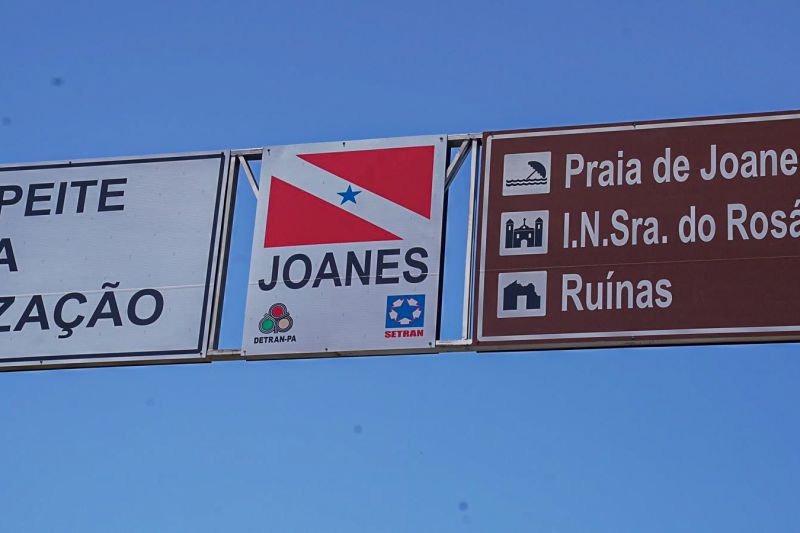 PEITE
A
ZAÇÃO
JOANES
DETRAN-PA
SETRAN
Praia de Joane
I.N.Sra. do Rosá
Ruínas